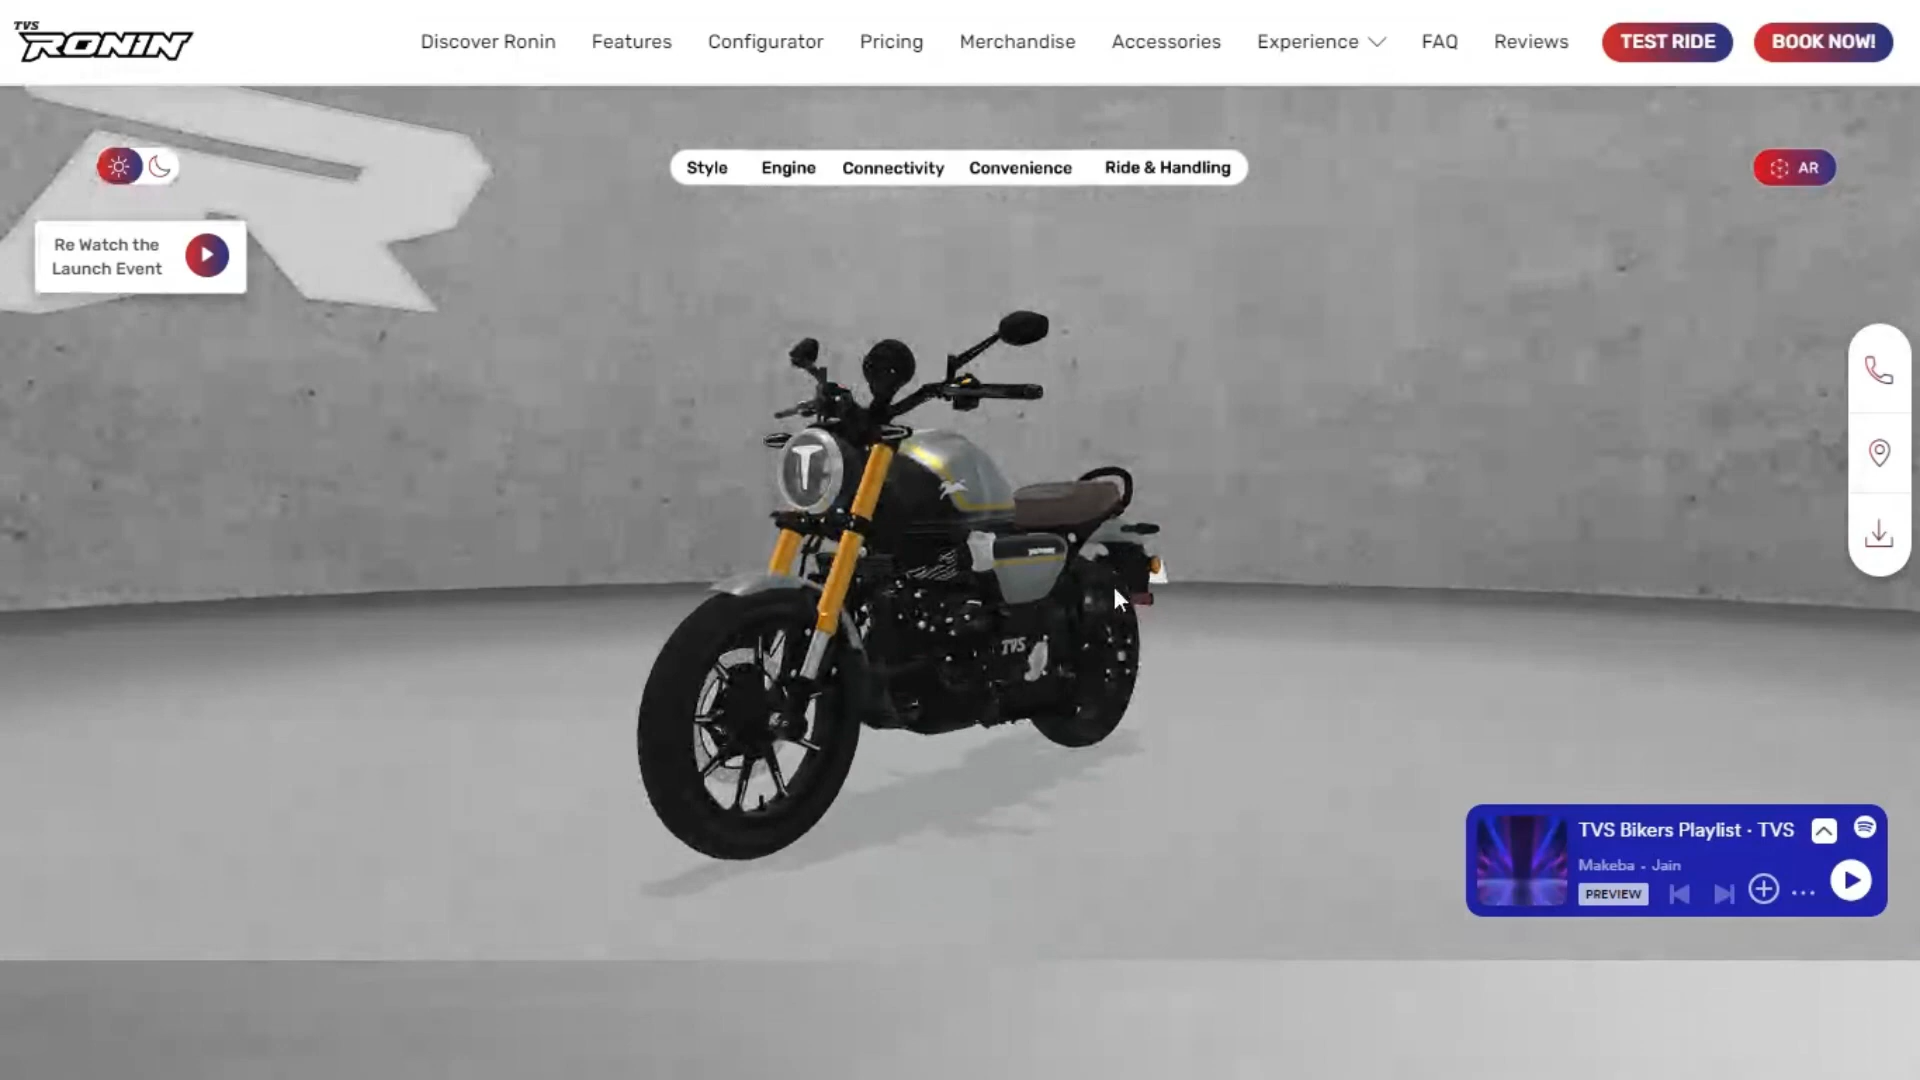 TVS
RONIN
Discover Ronin Features Configurator Pricing Merchandise Accessories Experience FAQ Reviews TEST RIDE BOOK NOW!
Style Engine Connectivity Convenience Ride & Handling
AR
Re Watch the
Launch Event
TVS
TVS Bikers Playlist · TVS
Makeba · Jain
PREVIEW